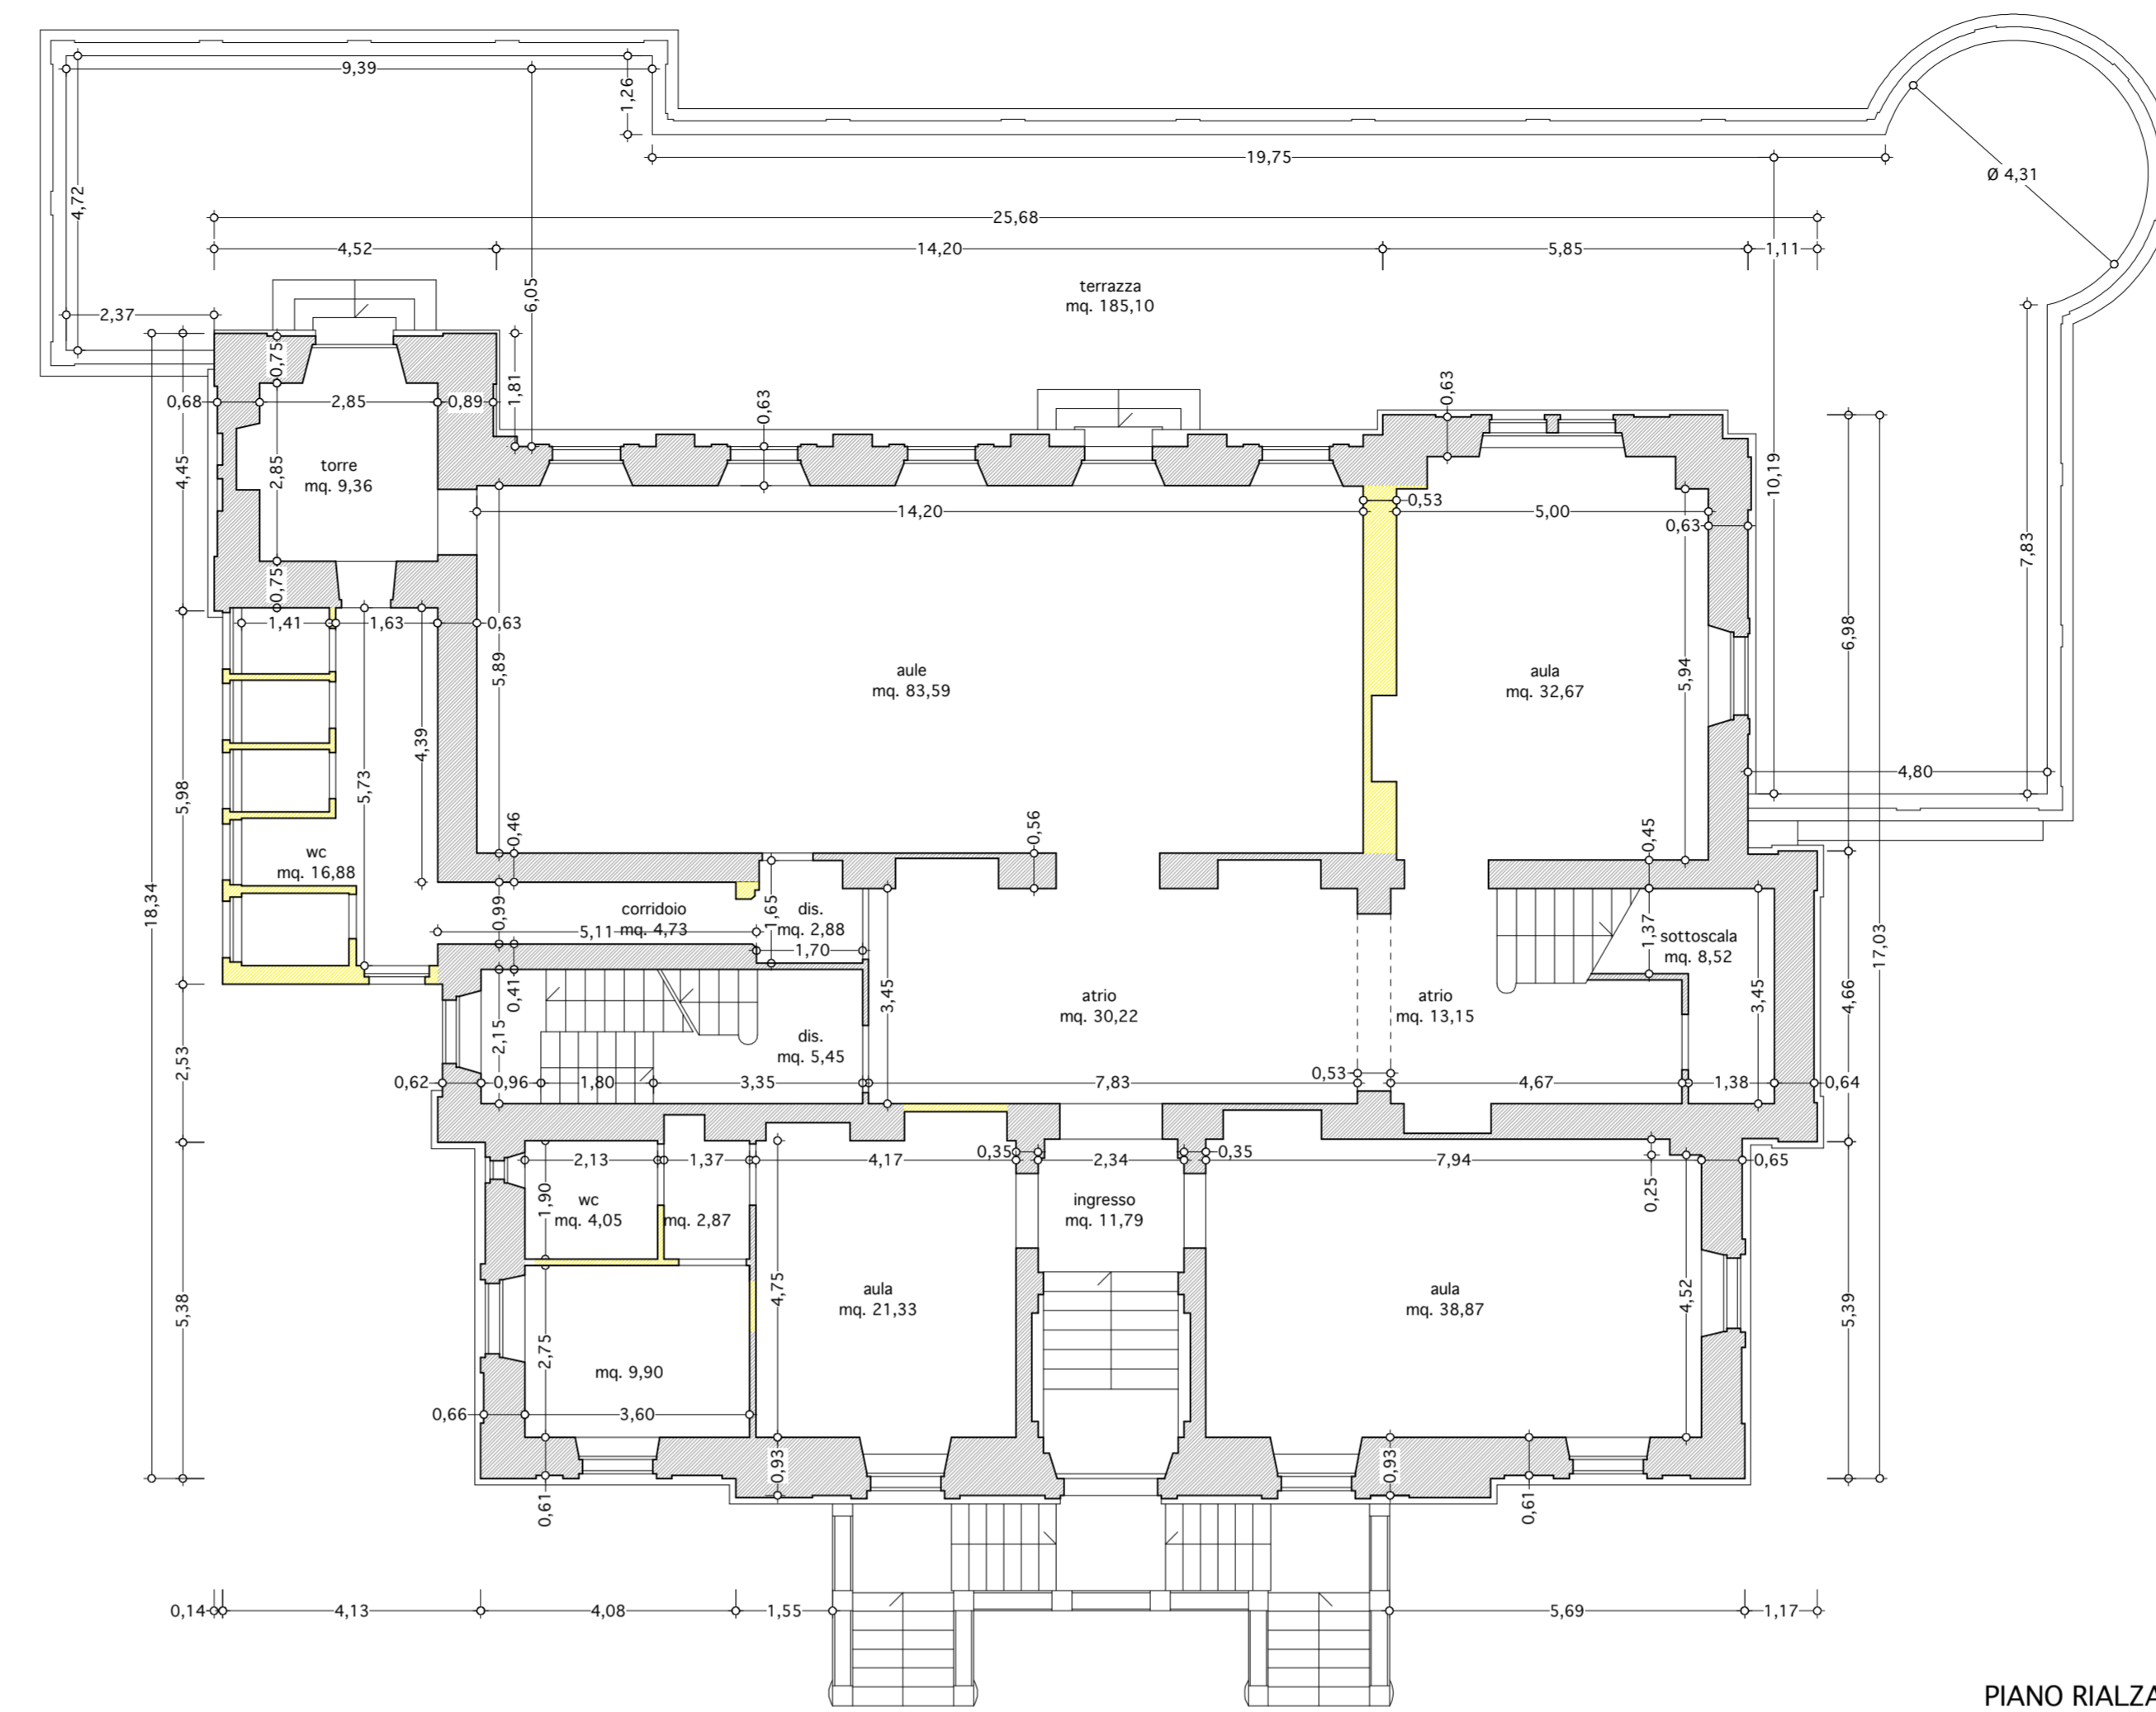 9,39
1,26
4,72
19,75
Ø 4,31
25,68
4,52
14,20
5,85
1,11
6,05
terrazza
mq. 185,10
2,37
0,75
1,81
0,63
0,63
7,83
10,19
0,68
2,85
0,89
4,45
2,85
torre
mq. 9,36
0,53
14,20
5,00
0,63
0,75
1,41
1,63
0,63
5,89
aule
mq. 83,59
aula
mq. 32,67
5,94
6,98
4,39
5,73
5,98
4,80
0,46
0,56
0,45
wc
mq. 16,88
18,34
0,99
corridoio
mq. 4,73
5,11
1,65
dis.
mq. 2,88
1,70
1,37
sottoscala
mq. 8,52
17,03
0,41
3,45
atrio
mq. 30,22
atrio
mq. 13,15
3,45
4,66
2,15
dis.
mq. 5,45
2,53
0,62
0,96
1,80
3,35
7,83
0,53
4,67
1,38
0,64
2,13
1,37
4,17
0,35
2,34
0,35
7,94
0,65
0,25
1,90
wc
mq. 4,05
mq. 2,87
ingresso
mq. 11,79
4,75
aula
mq. 21,33
aula
mq. 38,87
4,52
5,38
5,39
2,75
mq. 9,90
0,66
3,60
0,93
0,93
0,61
0,61
0,14
4,13
4,08
1,55
5,69
1,17
PIANO RIALZA